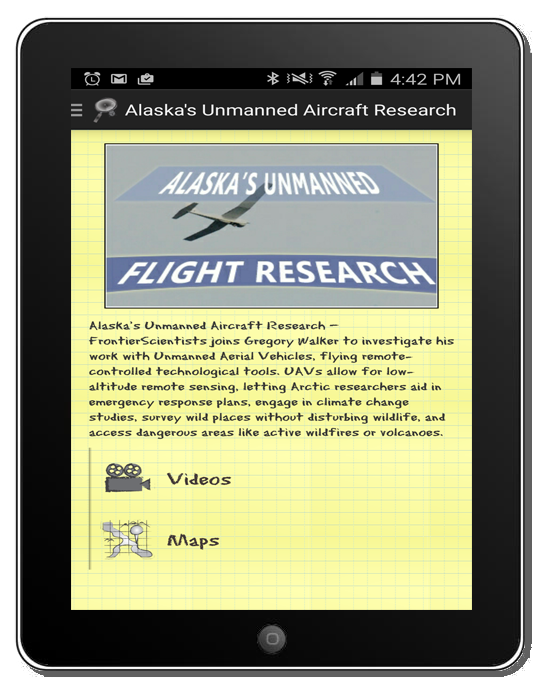 4:42 PM
Alaska's Unmanned Aircraft Research
ALASKA'S UNMANNED
FLIGHT RESEARCH
Alaska's Unmanned Aircraft Research –
FrontierScientists joins Gregory Walker to investigate his
work with Unmanned Aerial Vehicles, flying remote-
controlled technological tools. UAVs allow for low-
altitude remote sensing, letting Arctic researchers aid in
emergency response plans, engage in climate change
studies, survey wild places without disturbing wildlife, and
access dangerous areas like active wildfires or volcanoes.
Videos
Maps